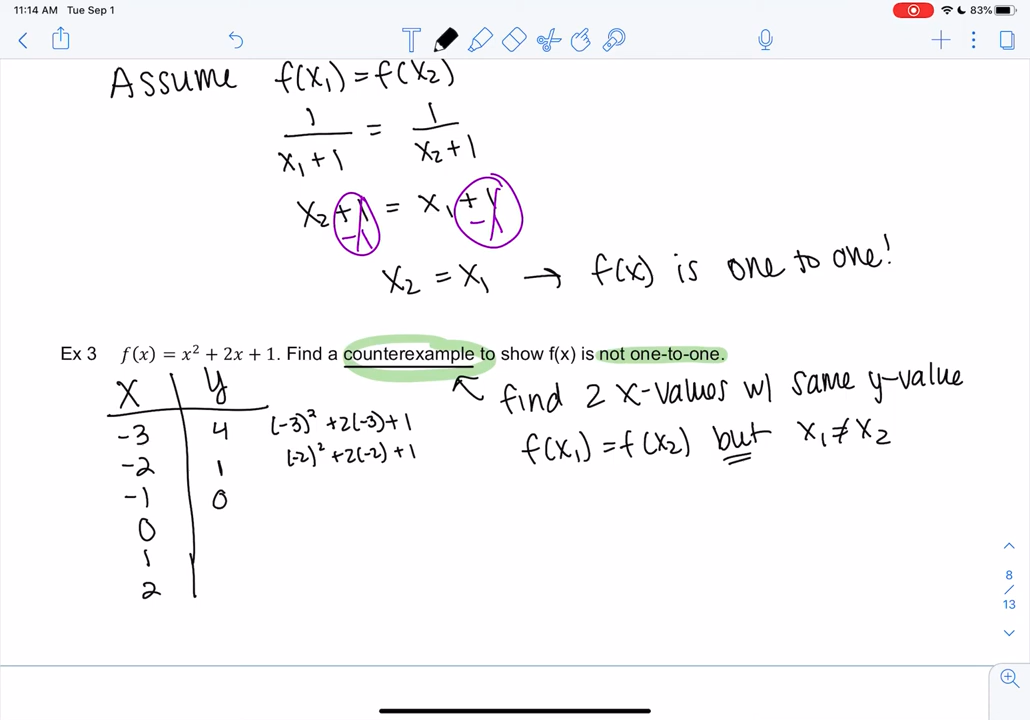 11:14 AM Tue Sep 1
83%
Assume f(x₁) = f(x₂)
1/(x₁ + 1) = 1/(x₂ + 1)
x₂ + 1 = x₁ + 1
-1 -1
x₂ = x₁ → f(x) is one to one!
Ex 3 f(x) = x² + 2x + 1. Find a counterexample to show f(x) is not one-to-one.
find 2 x-values w/ same y-value
f(x₁) = f(x₂) but x₁ ≠ x₂
x y
-3 4 (-3)² + 2(-3) + 1
-2 1 (-2)² + 2(-2) + 1
-1 0
0
1
2
8
/
13